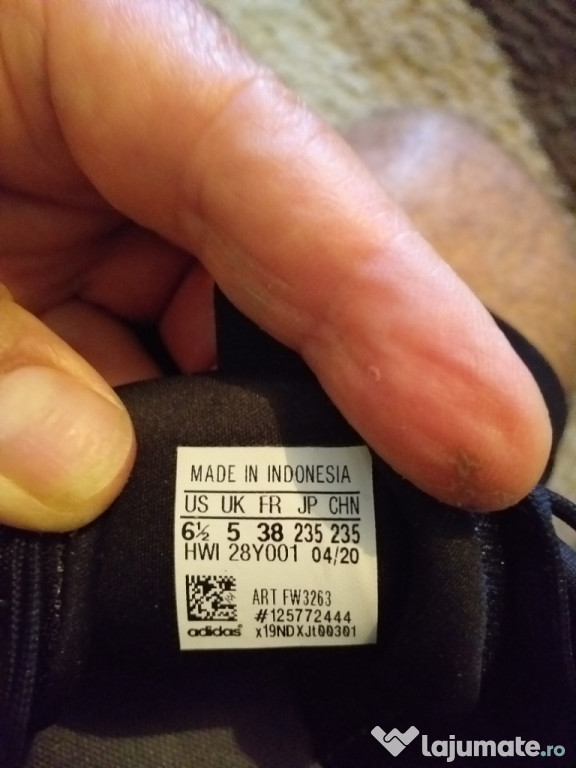 MADE IN INDONESIA
US UK FR JP CHN
6½ 5 38 235 235
HWI 28Y001 04/20
ART FW3263
#125772444
adidas x19NDXJt00301
lajumate.ro